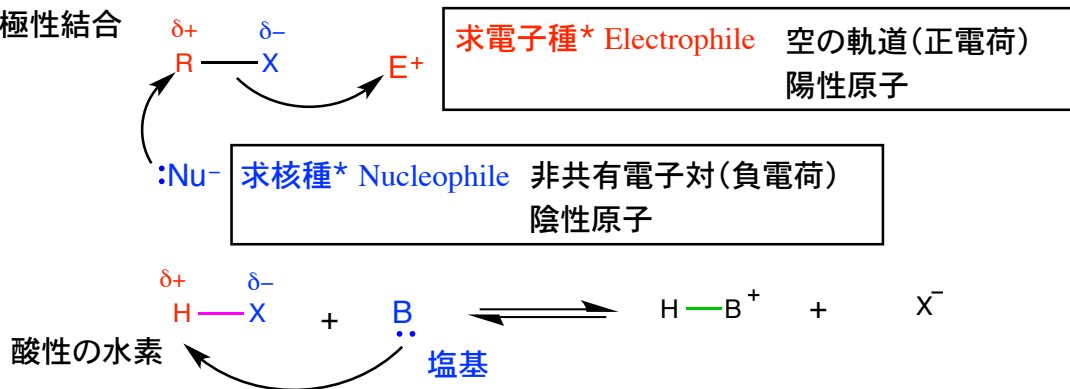 極性結合
δ+ δ−
R X
E+
求電子種* Electrophile 空の軌道(正電荷)
陽性原子
:Nu−
求核種* Nucleophile 非共有電子対(負電荷)
陰性原子
δ+ δ−
H X + B H B+ + X−
酸性の水素
塩基